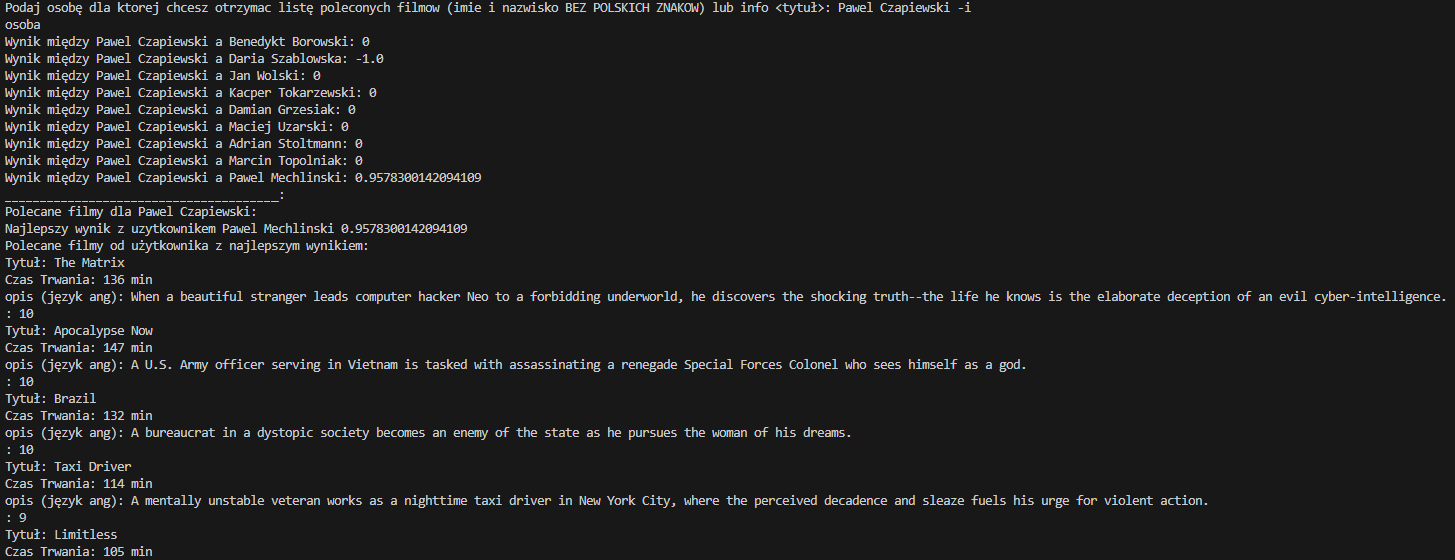 Podaj osobę dla ktorej chcesz otrzymac listę poleconych filmow (imie i nazwisko BEZ POLSKICH ZNAKOW) lub info <tytuł>: Pawel Czapiewski -i
osoba
Wynik między Pawel Czapiewski a Benedykt Borowski: 0
Wynik między Pawel Czapiewski a Daria Szablowska: -1.0
Wynik między Pawel Czapiewski a Jan Wolski: 0
Wynik między Pawel Czapiewski a Kacper Tokarzewski: 0
Wynik między Pawel Czapiewski a Damian Grzesiak: 0
Wynik między Pawel Czapiewski a Maciej Uzarski: 0
Wynik między Pawel Czapiewski a Adrian Stoltmann: 0
Wynik między Pawel Czapiewski a Marcin Topolniak: 0
Wynik między Pawel Czapiewski a Pawel Mechlinski: 0.9578300142094109
_______________________________________:
Polecane filmy dla Pawel Czapiewski:
Najlepszy wynik z uzytkownikem Pawel Mechlinski 0.9578300142094109
Polecane filmy od użytkownika z najlepszym wynikiem:
Tytuł: The Matrix
Czas Trwania: 136 min
opis (język ang): When a beautiful stranger leads computer hacker Neo to a forbidding underworld, he discovers the shocking truth--the life he knows is the elaborate deception of an evil cyber-intelligence.
: 10
Tytuł: Apocalypse Now
Czas Trwania: 147 min
opis (język ang): A U.S. Army officer serving in Vietnam is tasked with assassinating a renegade Special Forces Colonel who sees himself as a god.
: 10
Tytuł: Brazil
Czas Trwania: 132 min
opis (język ang): A bureaucrat in a dystopic society becomes an enemy of the state as he pursues the woman of his dreams.
: 10
Tytuł: Taxi Driver
Czas Trwania: 114 min
opis (język ang): A mentally unstable veteran works as a nighttime taxi driver in New York City, where the perceived decadence and sleaze fuels his urge for violent action.
: 9
Tytuł: Limitless
Czas Trwania: 105 min